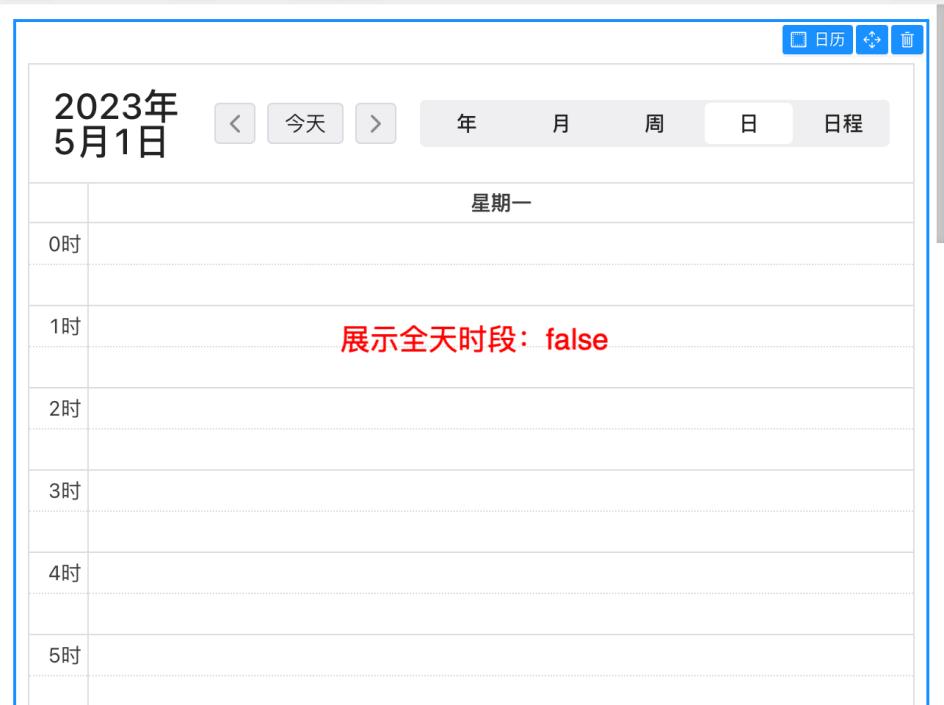 日历
2023年
5月1日
今天
年
月
周
日
日程
星期一
0时
1时
展示全天时段：false
2时
3时
4时
5时